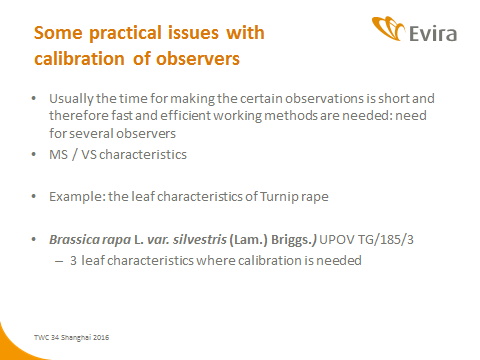 Some practical issues with
calibration of observers
Evira
• Usually the time for making the certain observations is short and
therefore fast and efficient working methods are needed: need
for several observers
• MS / VS characteristics
• Example: the leaf characteristics of Turnip rape
• Brassica rapa L. var. silvestris (Lam.) Briggs.) UPOV TG/185/3
– 3 leaf characteristics where calibration is needed
TWC 34 Shanghai 2016